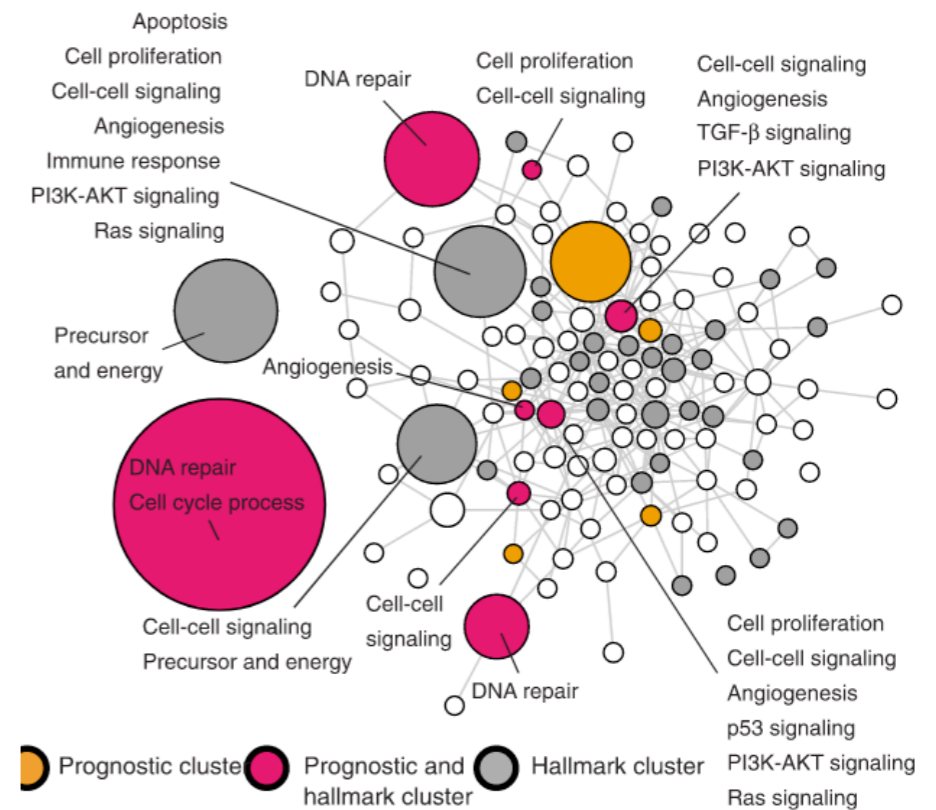 Apoptosis
Cell proliferation
Cell-cell signaling
Angiogenesis
Immune response
PI3K-AKT signaling
Ras signaling
DNA repair
Cell proliferation
Cell-cell signaling
Cell-cell signaling
Angiogenesis
TGF-β signaling
PI3K-AKT signaling
Precursor
and energy
Angiogenesis
DNA repair
Cell cycle process
Cell-cell signaling
Precursor and energy
Cell-cell
signaling
DNA repair
Cell proliferation
Cell-cell signaling
Angiogenesis
p53 signaling
PI3K-AKT signaling
Ras signaling
Prognostic cluste
Prognostic and
hallmark cluster
Hallmark cluster